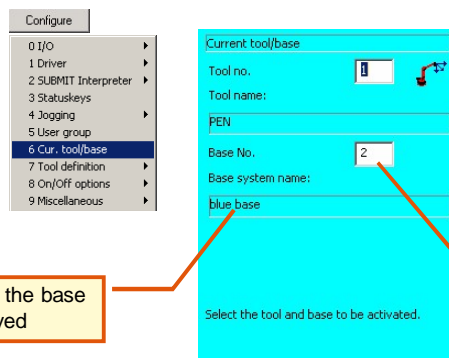 Configure
0 I/O
1 Driver
2 SUBMIT Interpreter
3 Statuskeys
4 Jogging
5 User group
6 Cur. tool/base
7 Tool definition
8 On/Off options
9 Miscellaneous
Current tool/base
Tool no. 1
Tool name:
PEN
Base No. 2
Base system name:
blue base
Select the tool and base to be activated.
the base